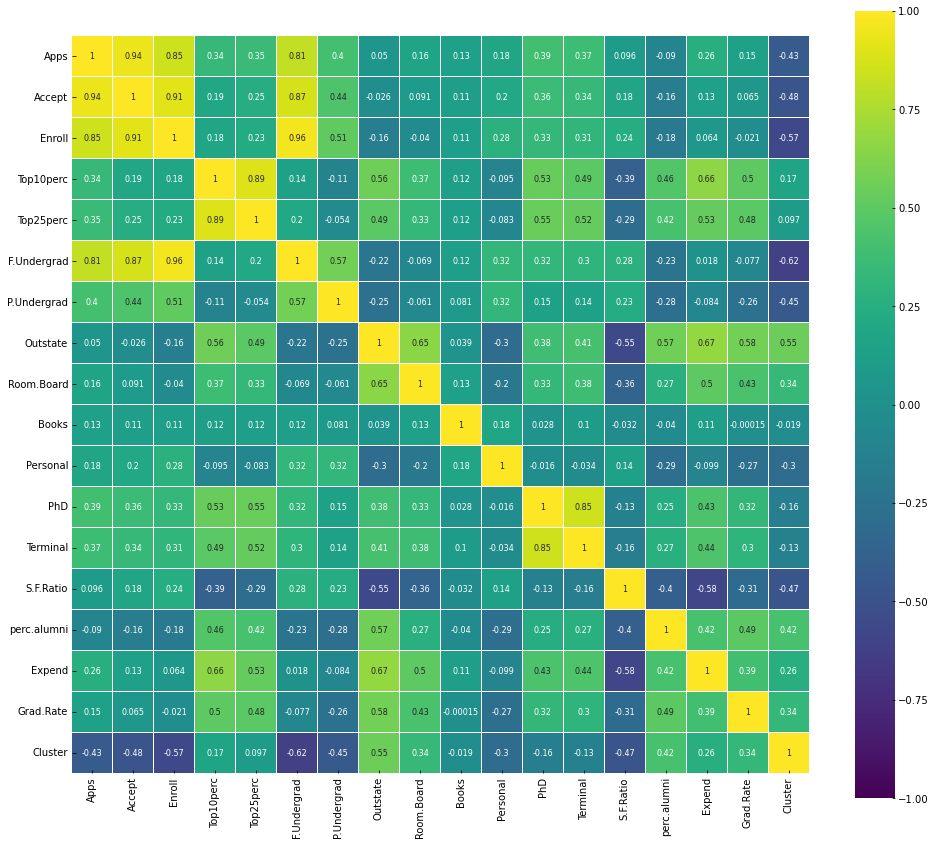 Apps 1 0.94 0.85 0.34 0.35 0.81 0.4 0.05 0.16 0.13 0.18 0.39 0.37 0.096 -0.09 0.26 0.15 -0.43
Accept 0.94 1 0.91 0.19 0.25 0.87 0.44 -0.026 0.091 0.11 0.2 0.36 0.34 0.18 -0.16 0.13 0.065 -0.48
Enroll 0.85 0.91 1 0.18 0.23 0.96 0.51 -0.16 -0.04 0.11 0.28 0.33 0.31 0.24 -0.18 0.064 -0.021 -0.57
Top10perc 0.34 0.19 0.18 1 0.89 0.14 -0.11 0.56 0.37 0.12 -0.095 0.53 0.49 -0.39 0.46 0.66 0.5 0.17
Top25perc 0.35 0.25 0.23 0.89 1 0.2 -0.054 0.49 0.33 0.12 -0.083 0.55 0.52 -0.29 0.42 0.53 0.48 0.097
F.Undergrad 0.81 0.87 0.96 0.14 0.2 1 0.57 -0.22 -0.069 0.12 0.32 0.32 0.3 0.28 -0.23 0.018 -0.077 -0.62
P.Undergrad 0.4 0.44 0.51 -0.11 -0.054 0.57 1 -0.25 -0.061 0.081 0.32 0.15 0.14 0.23 -0.28 -0.084 -0.26 -0.45
Outstate 0.05 -0.026 -0.16 0.56 0.49 -0.22 -0.25 1 0.65 0.039 -0.3 0.38 0.41 -0.55 0.57 0.67 0.58 0.55
Room.Board 0.16 0.091 -0.04 0.37 0.33 -0.069 -0.061 0.65 1 0.13 -0.2 0.33 0.38 -0.36 0.27 0.5 0.43 0.34
Books 0.13 0.11 0.11 0.12 0.12 0.12 0.081 0.039 0.13 1 0.18 0.028 0.1 -0.032 -0.04 0.11 -0.00015 -0.019
Personal 0.18 0.2 0.28 -0.095 -0.083 0.32 0.32 -0.3 -0.2 0.18 1 -0.016 -0.034 0.14 -0.29 -0.099 -0.27 -0.3
PhD 0.39 0.36 0.33 0.53 0.55 0.32 0.15 0.38 0.33 0.028 -0.016 1 0.85 -0.13 0.25 0.43 0.32 -0.16
Terminal 0.37 0.34 0.31 0.49 0.52 0.3 0.14 0.41 0.38 0.1 -0.034 0.85 1 -0.16 0.27 0.44 0.3 -0.13
S.F.Ratio 0.096 0.18 0.24 -0.39 -0.29 0.28 0.23 -0.55 -0.36 -0.032 0.14 -0.13 -0.16 1 -0.4 -0.58 -0.31 -0.47
perc.alumni -0.09 -0.16 -0.18 0.46 0.42 -0.23 -0.28 0.57 0.27 -0.04 -0.29 0.25 0.27 -0.4 1 0.42 0.49 0.42
Expend 0.26 0.13 0.064 0.66 0.53 0.018 -0.084 0.67 0.5 0.11 -0.099 0.43 0.44 -0.58 0.42 1 0.39 0.26
Grad.Rate 0.15 0.065 -0.021 0.5 0.48 -0.077 -0.26 0.58 0.43 -0.00015 -0.27 0.32 0.3 -0.31 0.49 0.39 1 0.34
Cluster -0.43 -0.48 -0.57 0.17 0.097 -0.62 -0.45 0.55 0.34 -0.019 -0.3 -0.16 -0.13 -0.47 0.42 0.26 0.34 1
Apps Accept Enroll Top10perc Top25perc F.Undergrad P.Undergrad Outstate Room.Board Books Personal PhD Terminal S.F.Ratio perc.alumni Expend Grad.Rate Cluster
1.00
0.75
0.50
0.25
0.00
-0.25
-0.50
-0.75
-1.00